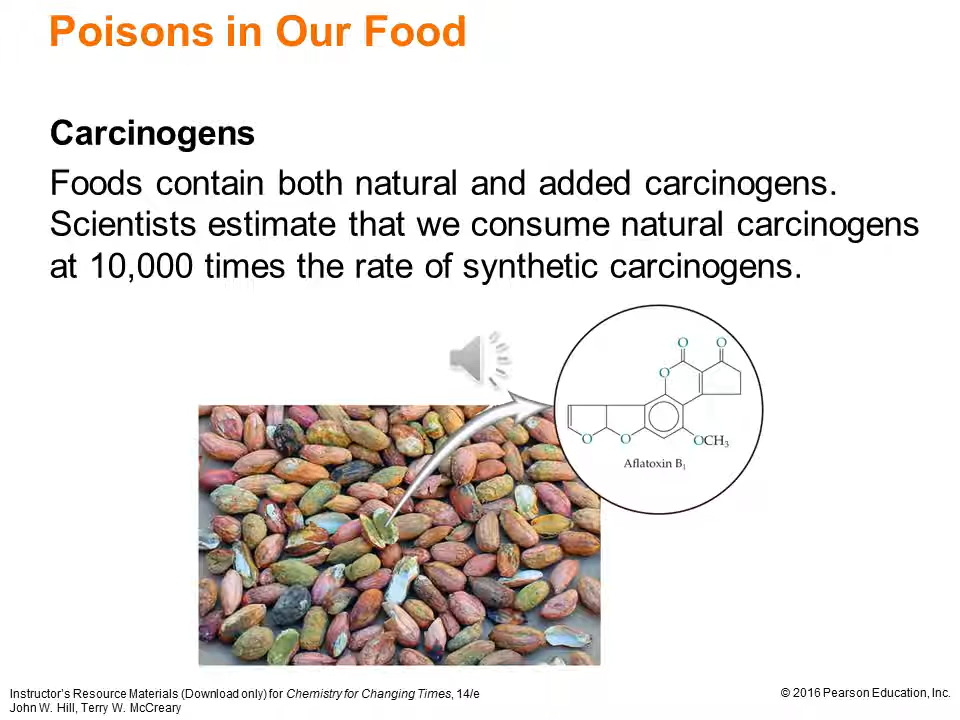 Poisons in Our Food
Carcinogens
Foods contain both natural and added carcinogens.
Scientists estimate that we consume natural carcinogens
at 10,000 times the rate of synthetic carcinogens.
O O
O
O O OCH₃
Aflatoxin B₁
Instructor's Resource Materials (Download only) for Chemistry for Changing Times, 14/e
John W. Hill, Terry W. McCreary
© 2016 Pearson Education, Inc.